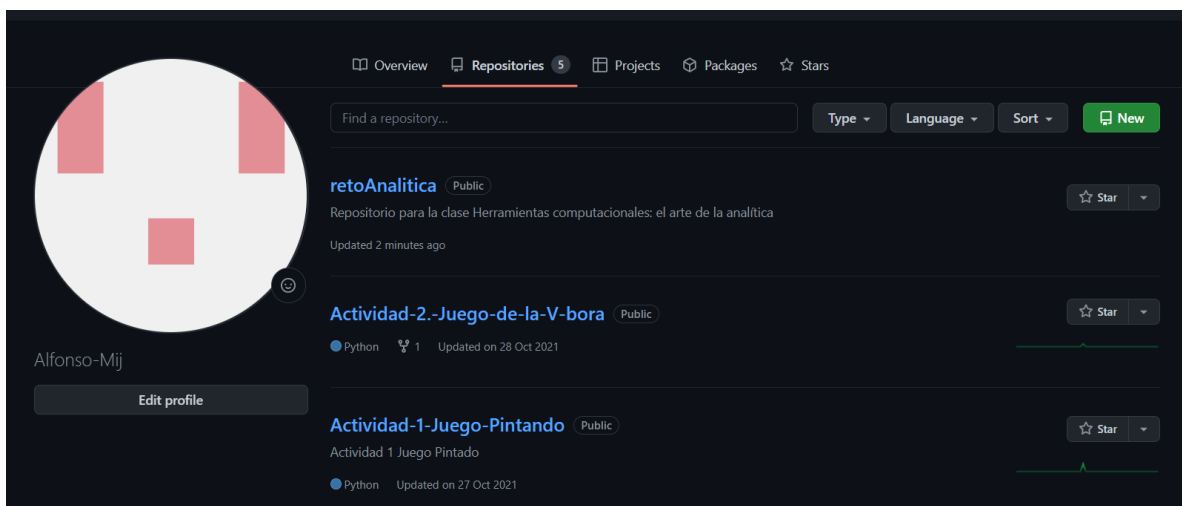 Overview Repositories 5 Projects Packages Stars
Find a repository... Type Language Sort New
retoAnalitica Public
Star
Repositorio para la clase Herramientas computacionales: el arte de la analítica
Updated 2 minutes ago
Actividad-2.-Juego-de-la-V-bora Public
Star
Python 1 Updated on 28 Oct 2021
Alfonso-Mij
Edit profile
Actividad-1-Juego-Pintando Public
Star
Actividad 1 Juego Pintado
Python Updated on 27 Oct 2021